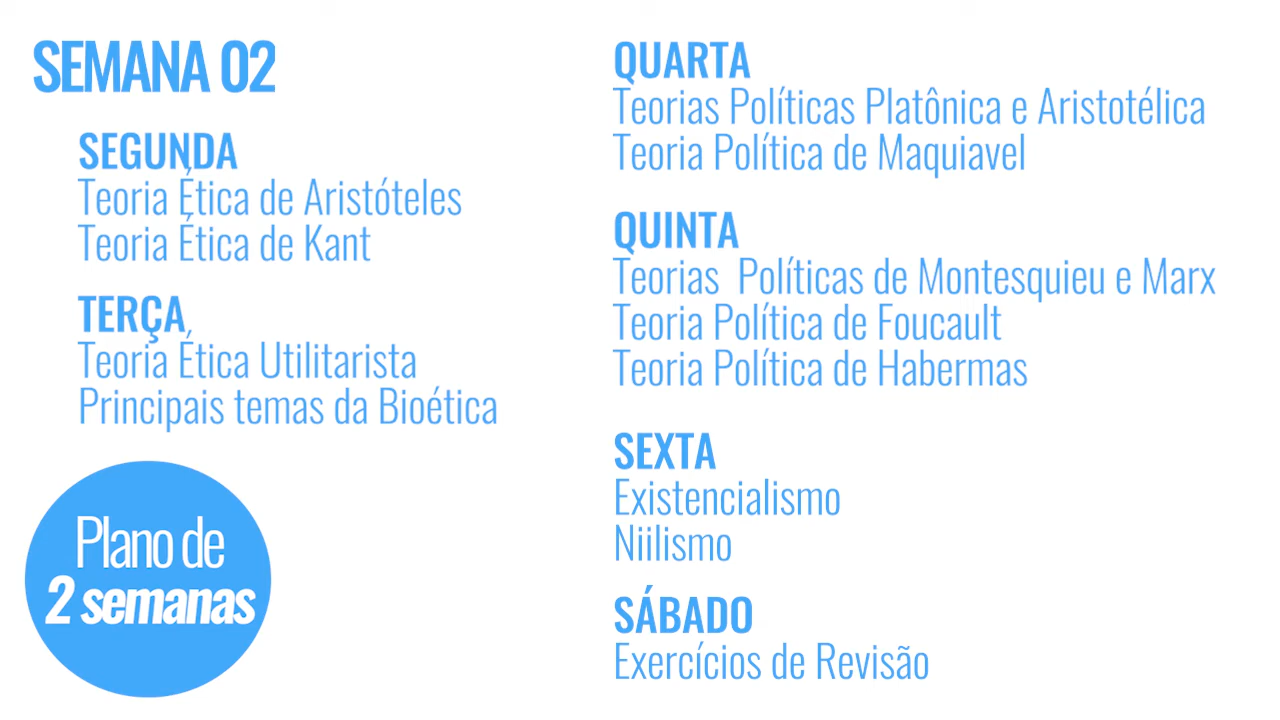 SEMANA 02
SEGUNDA
Teoria Ética de Aristóteles
Teoria Ética de Kant
TERÇA
Teoria Ética Utilitarista
Principais temas da Bioética
Plano de
2 semanas
QUARTA
Teorias Políticas Platônica e Aristotélica
Teoria Política de Maquiavel
QUINTA
Teorias  Políticas de Montesquieu e Marx
Teoria Política de Foucault
Teoria Política de Habermas
SEXTA
Existencialismo
Niilismo
SÁBADO
Exercícios de Revisão